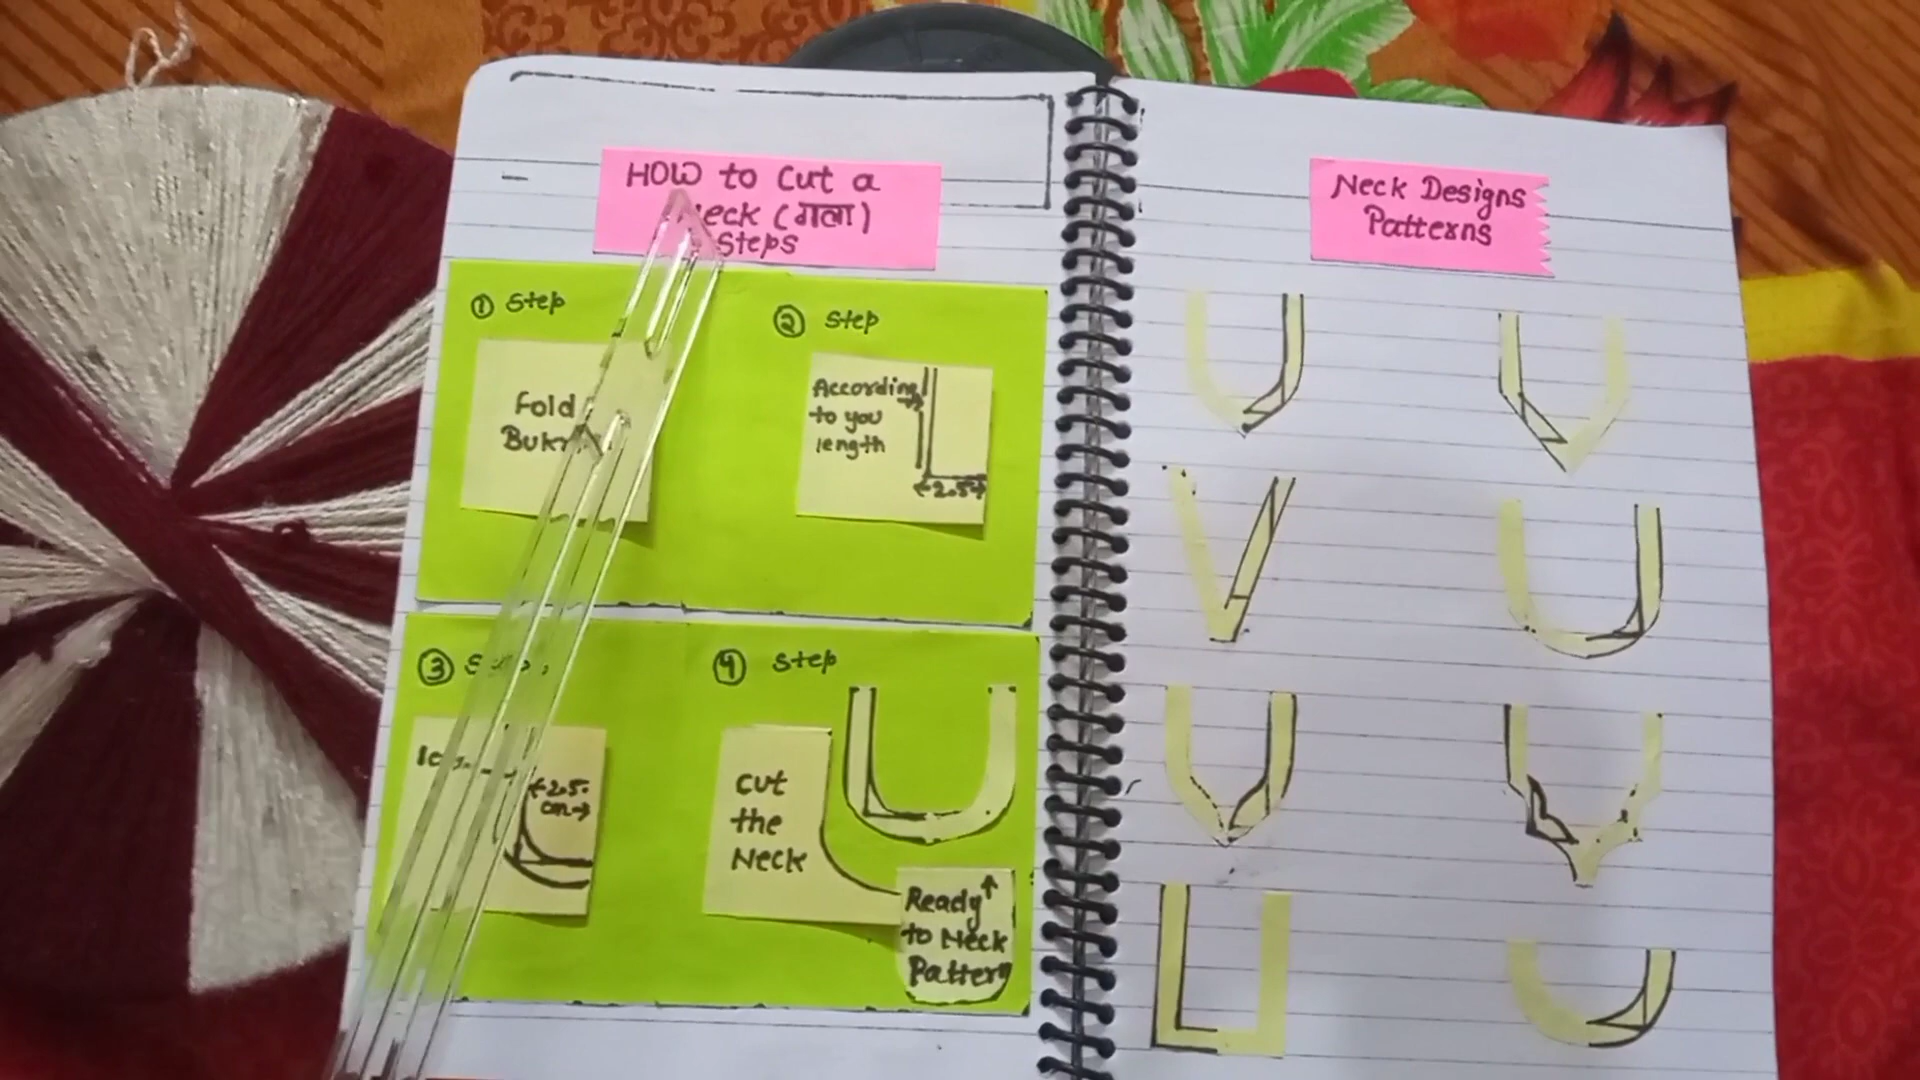 HOW to Cut a
Neck (गला)
Steps
① Step
Fold
② Step
According
to you
length
←2.5→
③
←2.5
cm→
④ Step
Cut
the
Neck
Ready↑
to Neck
Pattern
Neck Designs
Patterns